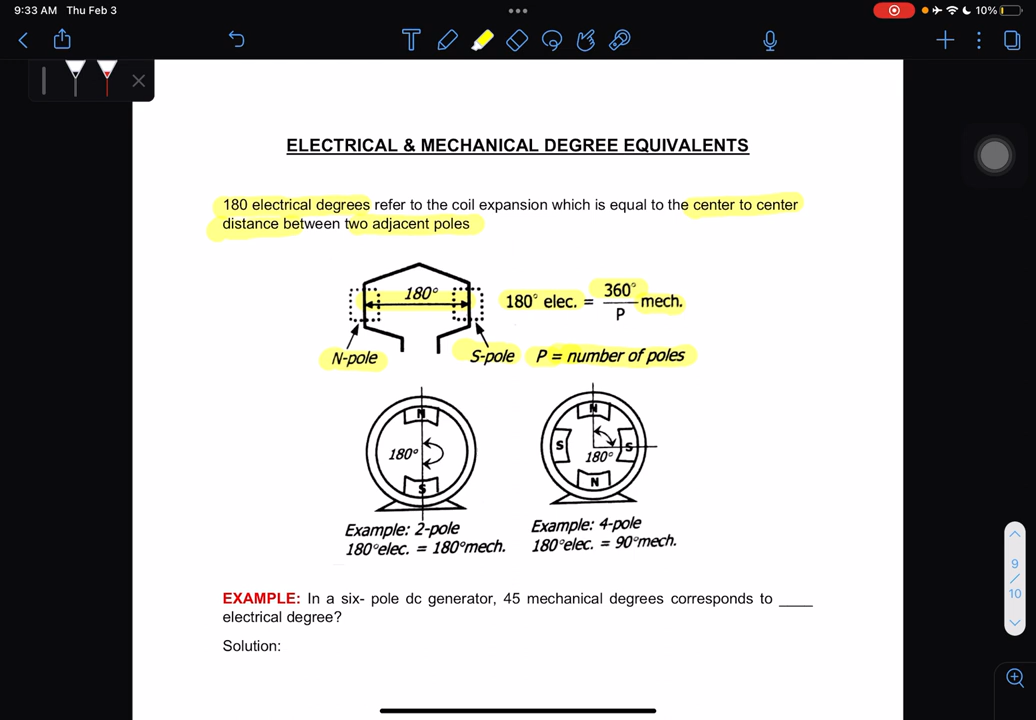 9:33 AM Thu Feb 3
10%
ELECTRICAL & MECHANICAL DEGREE EQUIVALENTS
180 electrical degrees refer to the coil expansion which is equal to the center to center
distance between two adjacent poles
180°
180° elec. = 360°/P mech.
N-pole
S-pole
P = number of poles
N
180°
S
N
S
S
180°
N
Example: 2-pole
180°elec. = 180°mech.
Example: 4-pole
180°elec. = 90°mech.
EXAMPLE: In a six- pole dc generator, 45 mechanical degrees corresponds to ____
electrical degree?
Solution:
9
/
10